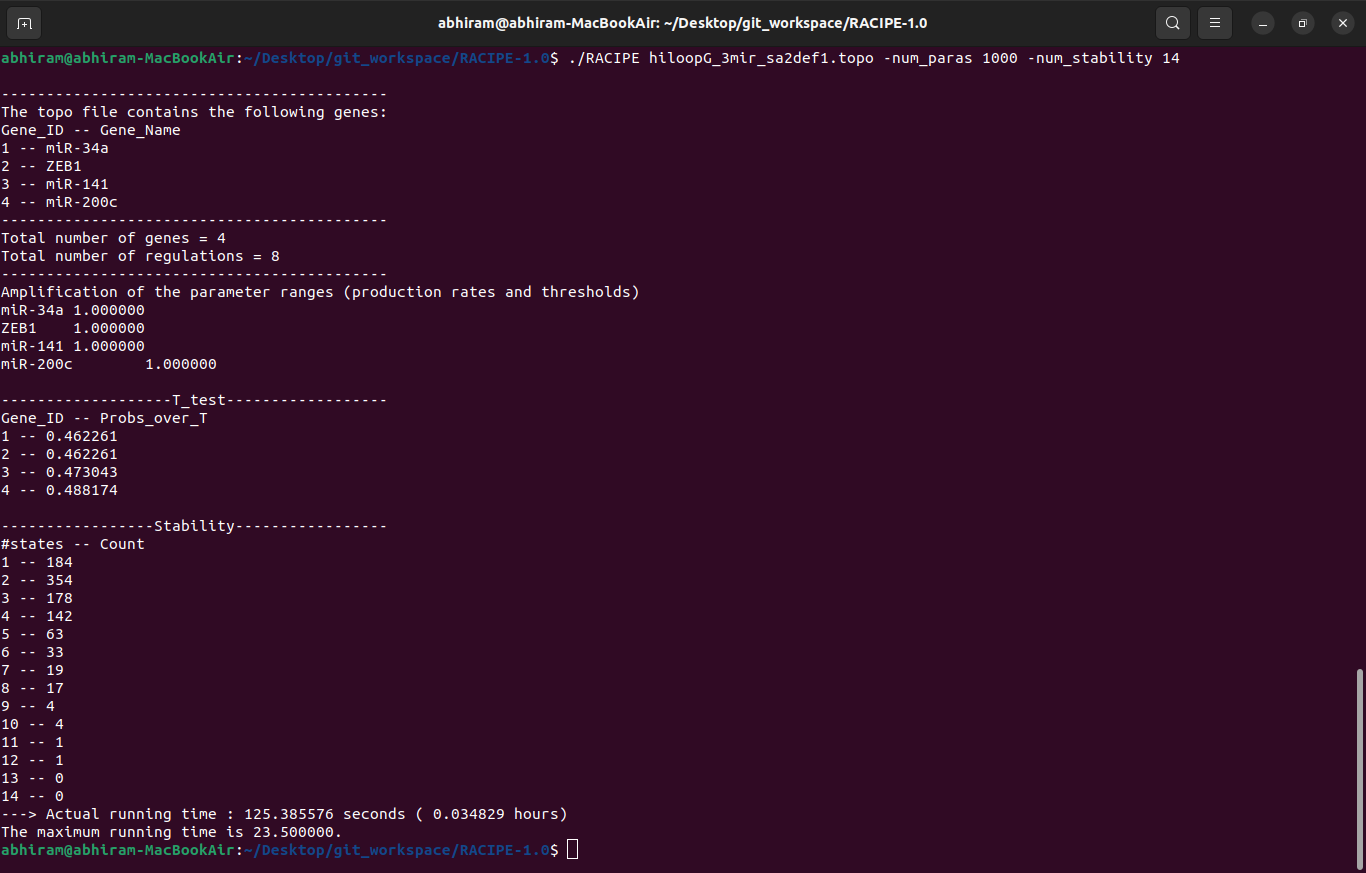 abhiram@abhiram-MacBookAir: ~/Desktop/git_workspace/RACIPE-1.0
abhiram@abhiram-MacBookAir:~/Desktop/git_workspace/RACIPE-1.0$ ./RACIPE hiloopG_3mir_sa2def1.topo -num_paras 1000 -num_stability 14
-------------------------------------------
The topo file contains the following genes:
Gene_ID -- Gene_Name
1 -- miR-34a
2 -- ZEB1
3 -- miR-141
4 -- miR-200c
-------------------------------------------
Total number of genes = 4
Total number of regulations = 8
-------------------------------------------
Amplification of the parameter ranges (production rates and thresholds)
miR-34a 1.000000
ZEB1    1.000000
miR-141 1.000000
miR-200c        1.000000
-------------------T_test------------------
Gene_ID -- Probs_over_T
1 -- 0.462261
2 -- 0.462261
3 -- 0.473043
4 -- 0.488174
-----------------Stability-----------------
#states -- Count
1 -- 184
2 -- 354
3 -- 178
4 -- 142
5 -- 63
6 -- 33
7 -- 19
8 -- 17
9 -- 4
10 -- 4
11 -- 1
12 -- 1
13 -- 0
14 -- 0
---> Actual running time : 125.385576 seconds ( 0.034829 hours)
The maximum running time is 23.500000.
abhiram@abhiram-MacBookAir:~/Desktop/git_workspace/RACIPE-1.0$